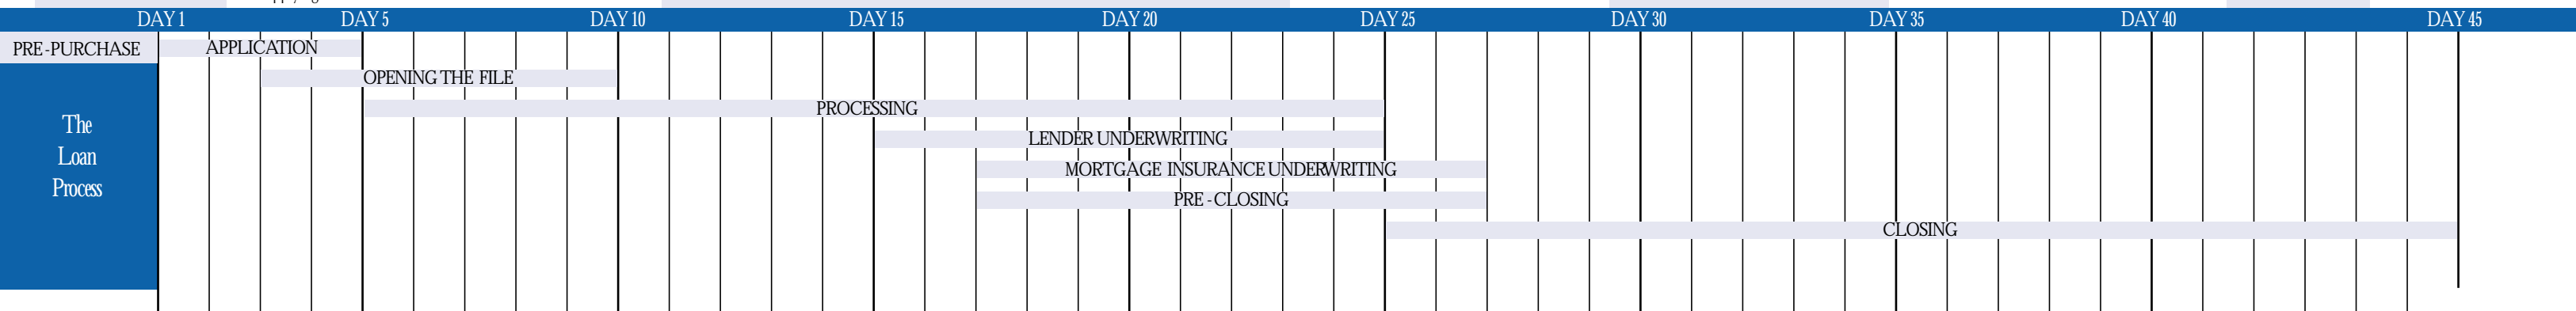 DAY 1 DAY 5 DAY 10 DAY 15 DAY 20 DAY 25 DAY 30 DAY 35 DAY 40 DAY 45
PRE-PURCHASE APPLICATION
OPENING THE FILE
PROCESSING
The
Loan
Process
LENDER UNDERWRITING
MORTGAGE INSURANCE UNDERWRITING
PRE-CLOSING
CLOSING